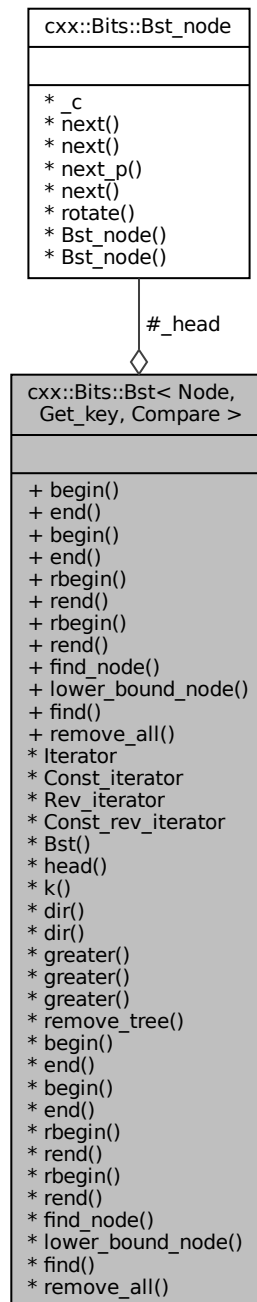 cxx::Bits::Bst_node
* _c
* next()
* next()
* next_p()
* next()
* rotate()
* Bst_node()
* Bst_node()
#_head
cxx::Bits::Bst< Node,
Get_key, Compare >
+ begin()
+ end()
+ begin()
+ end()
+ rbegin()
+ rend()
+ rbegin()
+ rend()
+ find_node()
+ lower_bound_node()
+ find()
+ remove_all()
* Iterator
* Const_iterator
* Rev_iterator
* Const_rev_iterator
* Bst()
* head()
* k()
* dir()
* dir()
* greater()
* greater()
* greater()
* remove_tree()
* begin()
* end()
* begin()
* end()
* rbegin()
* rend()
* rbegin()
* rend()
* find_node()
* lower_bound_node()
* find()
* remove_all()